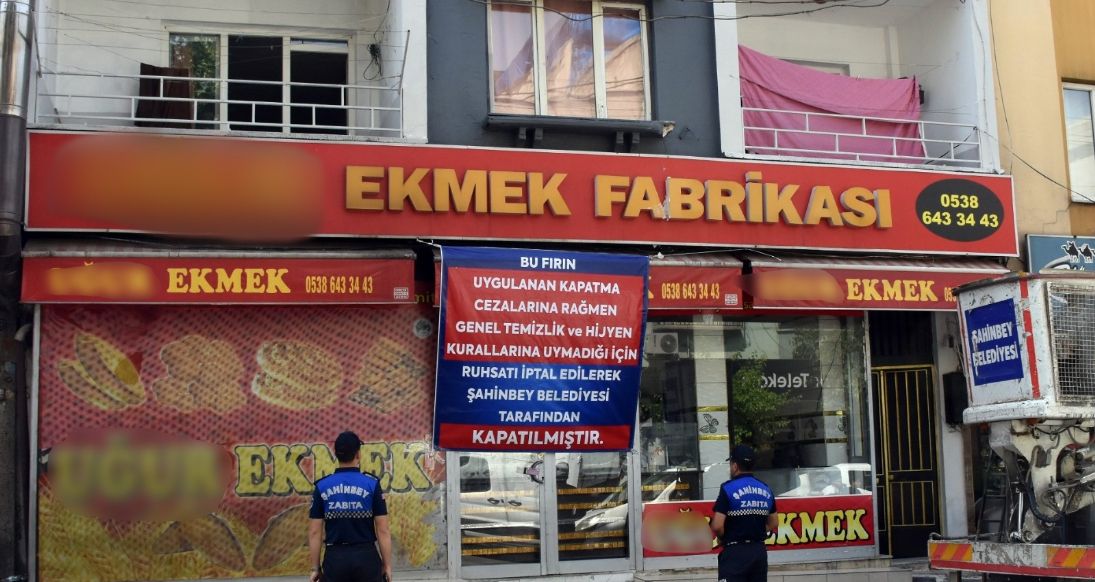 EKMEK FABRİKASI
0538
643 34 43
EKMEK 0538 643 34 43
0538 643 34 43
EKMEK
BU FIRIN
UYGULANAN KAPATMA
CEZALARINA RAĞMEN
GENEL TEMİZLİK ve HİJYEN
KURALLARINA UYMADIĞI İÇİN
RUHSATI İPTAL EDİLEREK
ŞAHİNBEY BELEDİYESİ
TARAFINDAN
KAPATILMIŞTIR.
ŞAHİNBEY
BELEDİYESİ
EKMEK
ŞAHİNBEY
ZABITA
ŞAHİNBEY
ZABITA
EKMEK